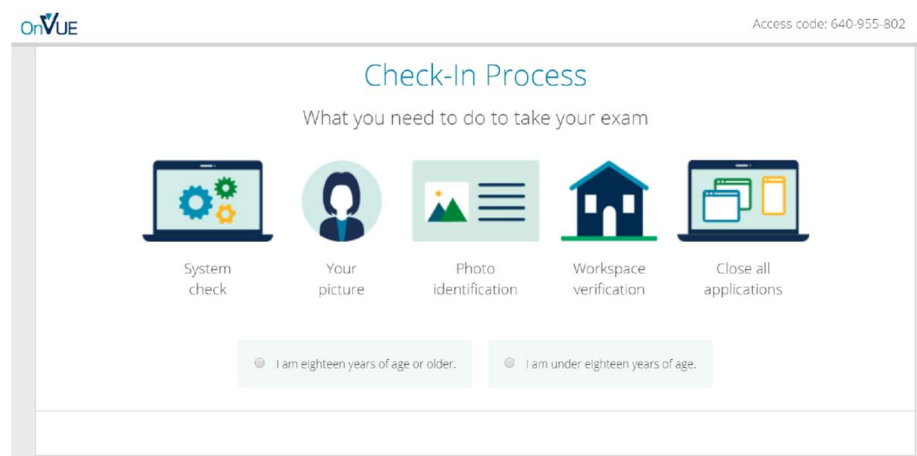 OnVUE
Access code: 640-955-802
Check-In Process
What you need to do to take your exam
System
check
Your
picture
Photo
identification
Workspace
verification
Close all
applications
I am eighteen years of age or older.
I am under eighteen years of age.